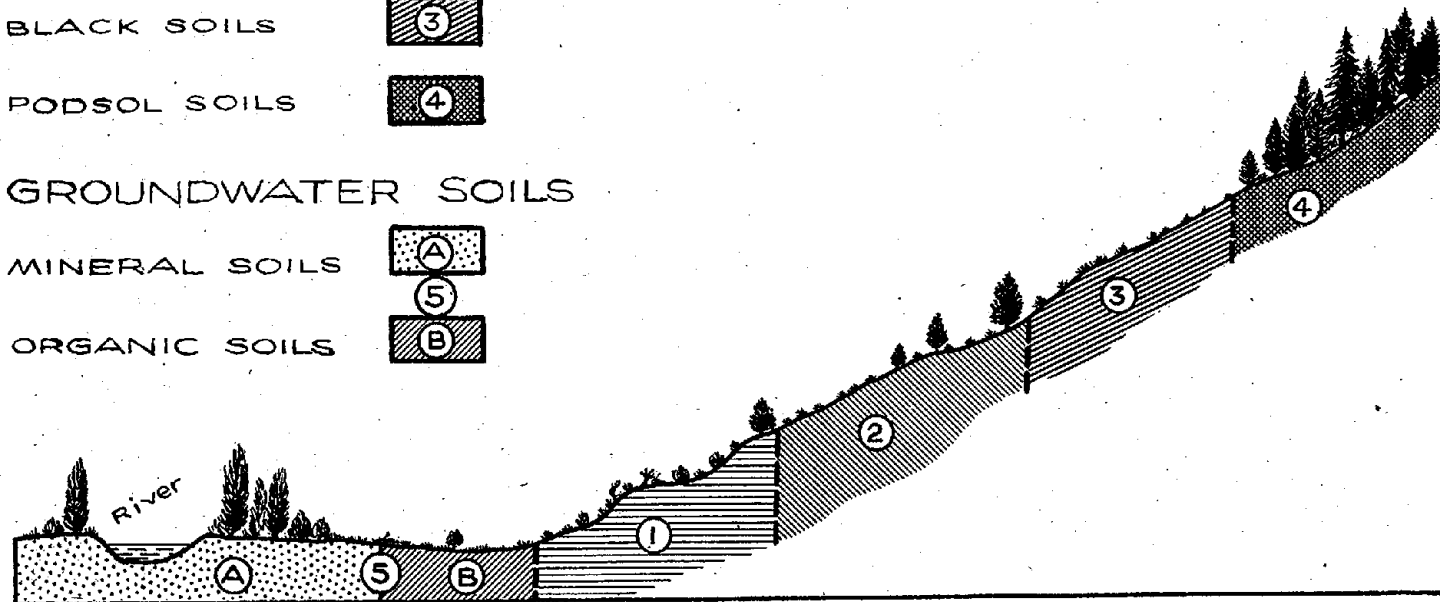 BLACK SOILS 3
PODSOL SOILS 4
GROUNDWATER SOILS
MINERAL SOILS A
5
ORGANIC SOILS B
River
A 5 B 1 2 3 4